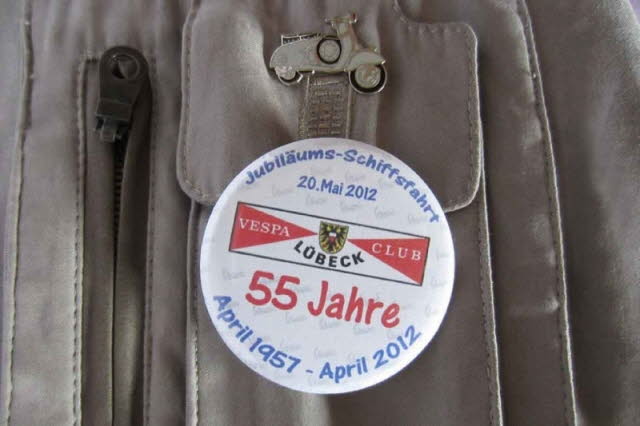 Jubiläums-Schiffsfahrt
20. Mai 2012
VESPA CLUB
LÜBECK
55 Jahre
April 1957 - April 2012